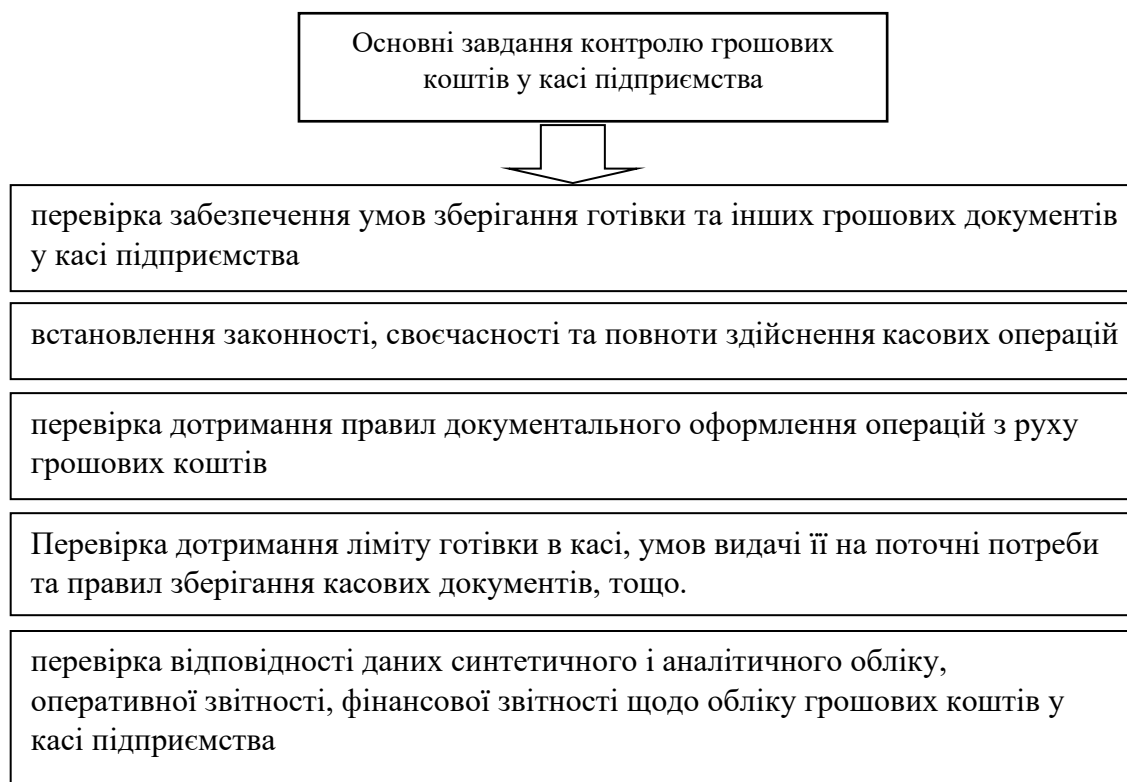 Основні завдання контролю грошових
коштів у касі підприємства
перевірка забезпечення умов зберігання готівки та інших грошових документів
у касі підприємства
встановлення законності, своєчасності та повноти здійснення касових операцій
перевірка дотримання правил документального оформлення операцій з руху
грошових коштів
Перевірка дотримання ліміту готівки в касі, умов видачі її на поточні потреби
та правил зберігання касових документів, тощо.
перевірка відповідності даних синтетичного і аналітичного обліку,
оперативної звітності, фінансової звітності щодо обліку грошових коштів у
касі підприємства